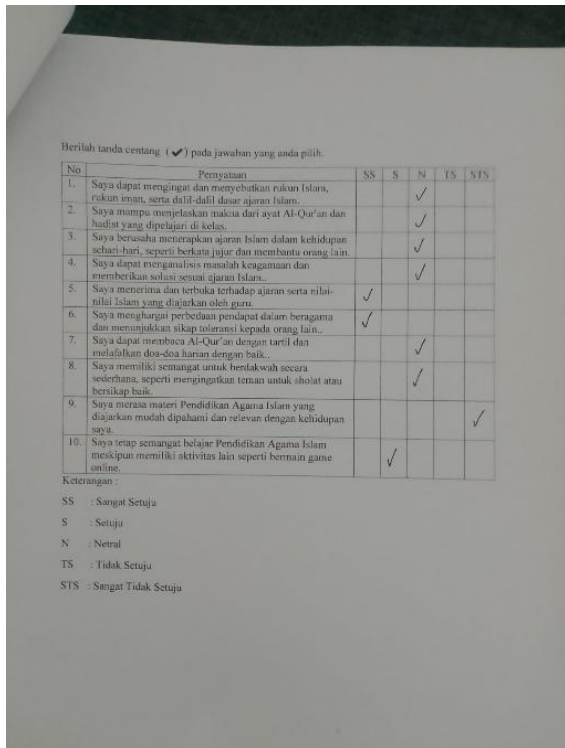 Berilah tanda centang (✔) pada jawaban yang anda pilih.
No Pernyataan SS S N TS STS
1. Saya dapat mengingat dan menyebutkan rukun Islam,
rukun iman, serta dalil-dalil dasar ajaran Islam. ✓
2. Saya mampu menjelaskan makna dari ayat Al-Qur'an dan
hadist yang dipelajari di kelas. ✓
3. Saya berusaha menerapkan ajaran Islam dalam kehidupan
sehari-hari, seperti berkata jujur dan membantu orang lain. ✓
4. Saya dapat menganalisis masalah keagamaan dan
memberikan solusi sesuai ajaran Islam.. ✓
5. Saya menerima dan terbuka terhadap ajaran serta nilai-
nilai Islam yang diajarkan oleh guru. ✓
6. Saya menghargai perbedaan pendapat dalam beragama
dan menunjukkan sikap toleransi kepada orang lain.. ✓
7. Saya dapat membaca Al-Qur'an dengan tartil dan
melafalkan doa-doa harian dengan baik.. ✓
8. Saya memiliki semangat untuk berdakwah secara
sederhana, seperti mengingatkan teman untuk sholat atau
bersikap baik. ✓
9. Saya merasa materi Pendidikan Agama Islam yang
diajarkan mudah dipahami dan relevan dengan kehidupan
saya. ✓
10. Saya tetap semangat belajar Pendidikan Agama Islam
meskipun memiliki aktivitas lain seperti bermain game
online. ✓
Keterangan :
SS : Sangat Setuju
S : Setuju
N : Netral
TS : Tidak Setuju
STS : Sangat Tidak Setuju